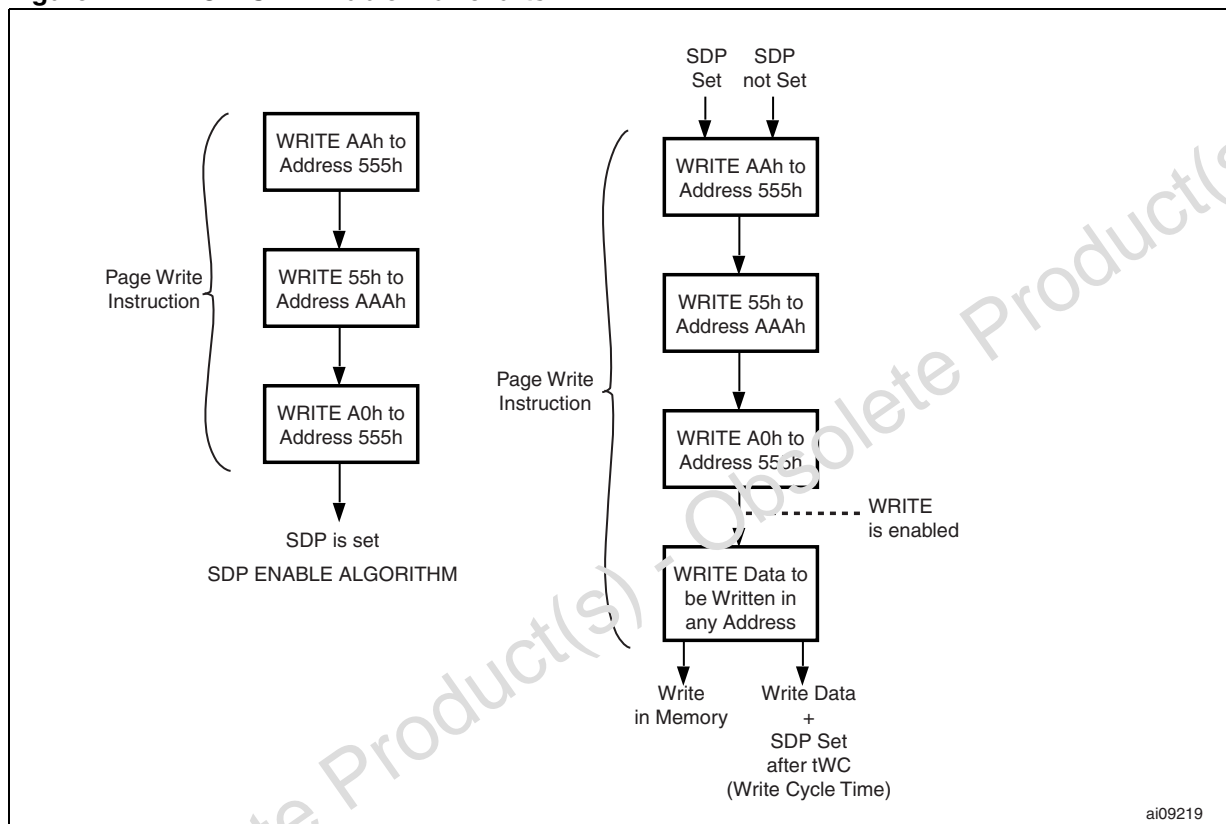 WRITE AAh to
Address 555h
WRITE 55h to
Address AAAh
WRITE A0h to
Address 555h
Page Write
Instruction
SDP is set
SDP ENABLE ALGORITHM
SDP
Set
SDP
not Set
WRITE AAh to
Address 555h
WRITE 55h to
Address AAAh
WRITE A0h to
Address 555h
Page Write
Instruction
WRITE
is enabled
WRITE Data to
be Written in
any Address
Write
in Memory
Write Data
+
SDP Set
after tWC
(Write Cycle Time)
ai09219
Product(s) - Obsolete Product(s